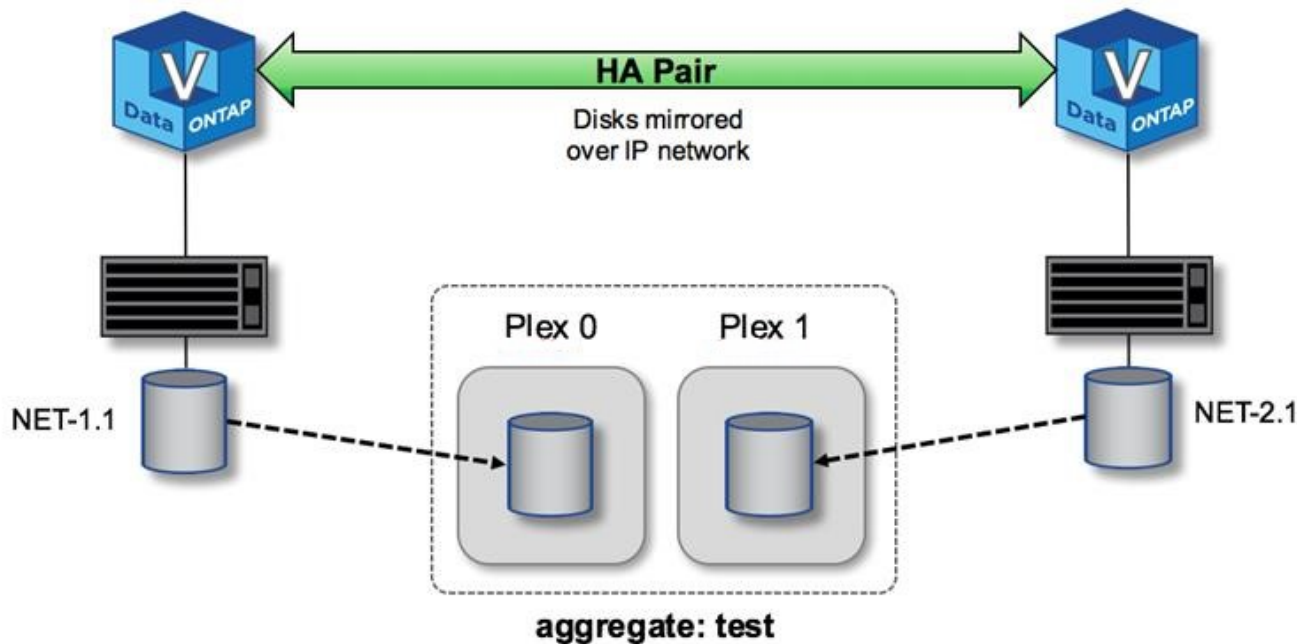 V
Data ONTAP
HA Pair
V
Data ONTAP
Disks mirrored
over IP network
Plex 0
Plex 1
NET-1.1
NET-2.1
aggregate: test